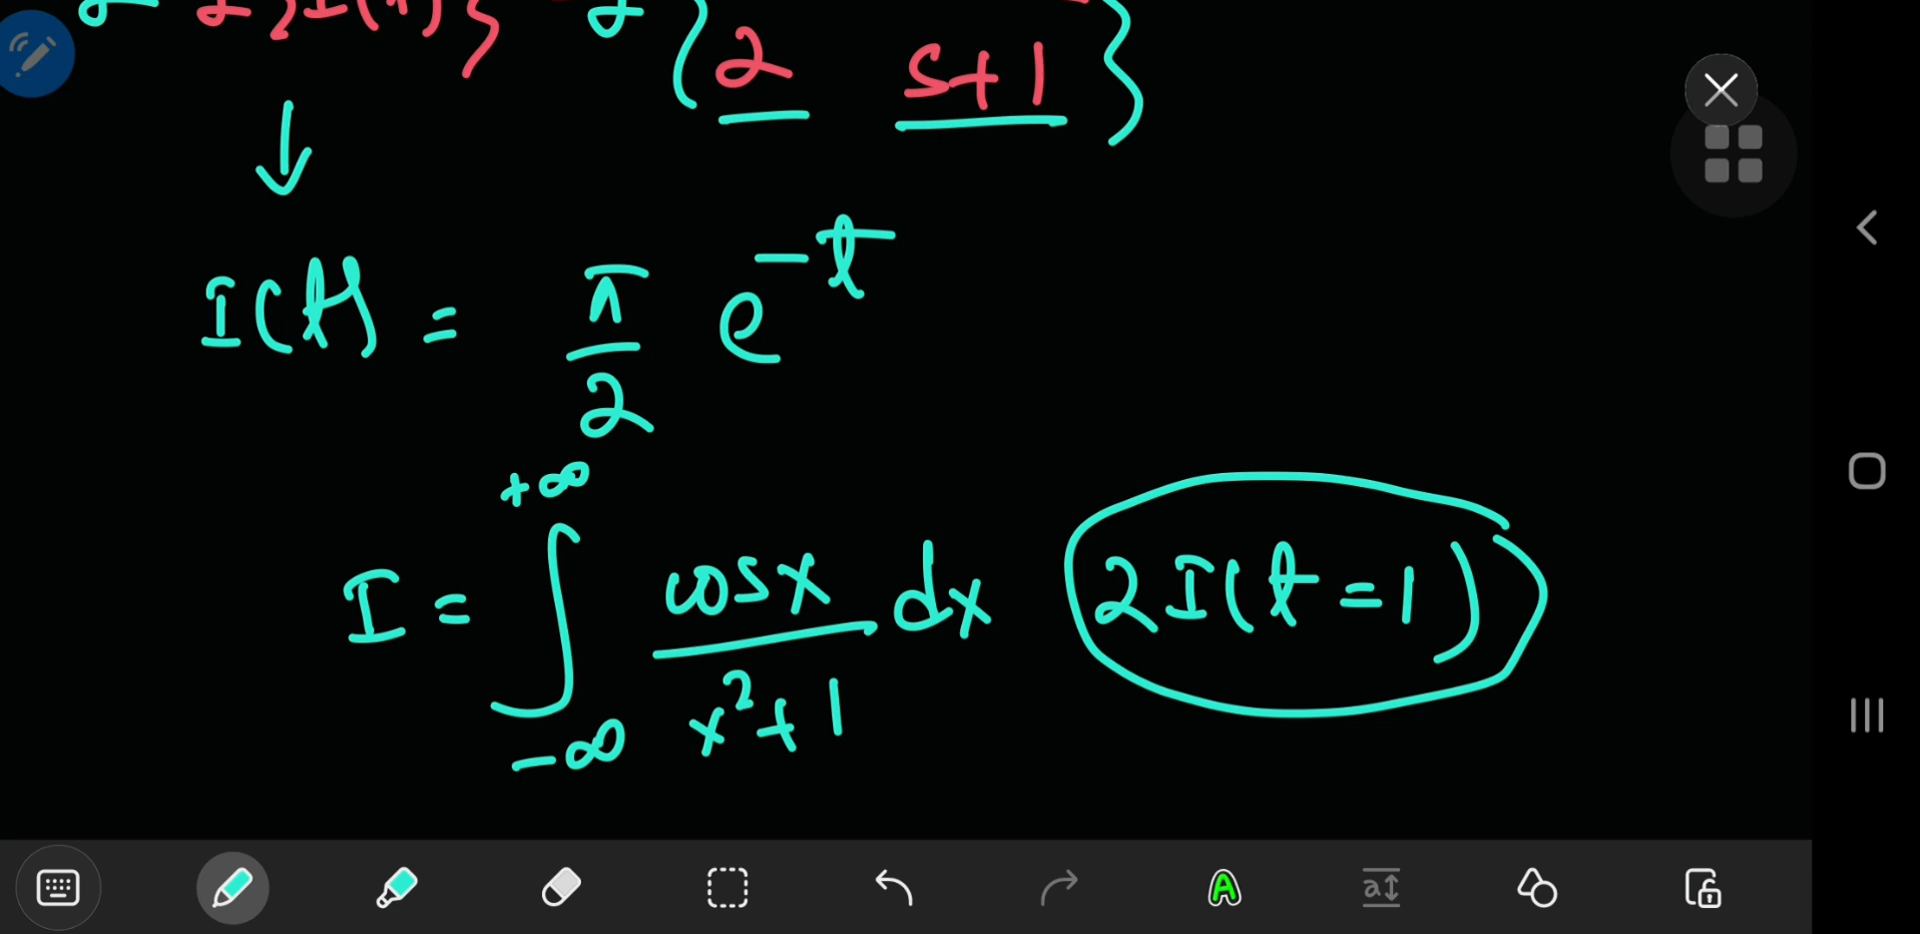 2 s+1 }
I(t) = π/2 e^-t
I = ∫_-∞^+∞ cosx/x²+1 dx 2I(t=1)
A
a